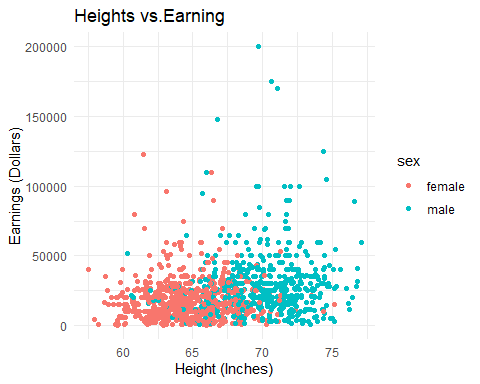 Heights vs.Earning
200000
150000
100000
50000
0
60
65
70
75
Height (Inches)
Earnings (Dollars)
sex
female
male